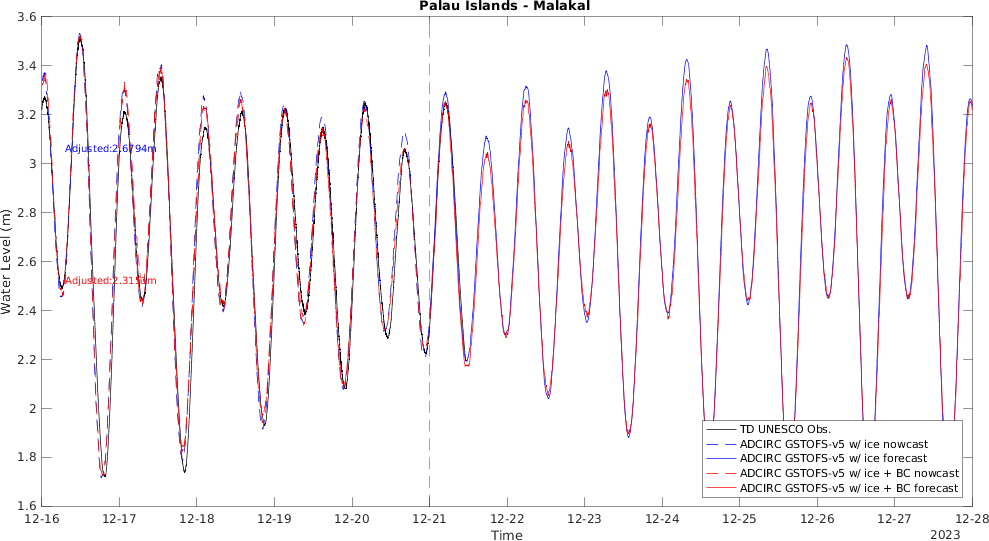 Palau Islands - Malakal
3.6
3.4
3.2
3
2.8
2.6
2.4
2.2
2
1.8
1.6
Water Level (m)
Adjusted:2.6794m
TD UNESCO Obs.
ADCIRC GSTOFS-v5 w/ ice nowcast
ADCIRC GSTOFS-v5 w/ ice forecast
ADCIRC GSTOFS-v5 w/ ice + BC nowcast
ADCIRC GSTOFS-v5 w/ ice + BC forecast
12-16 12-17 12-18 12-19 12-20 12-21 12-22 12-23 12-24 12-25 12-26 12-27 12-28
Time
2023